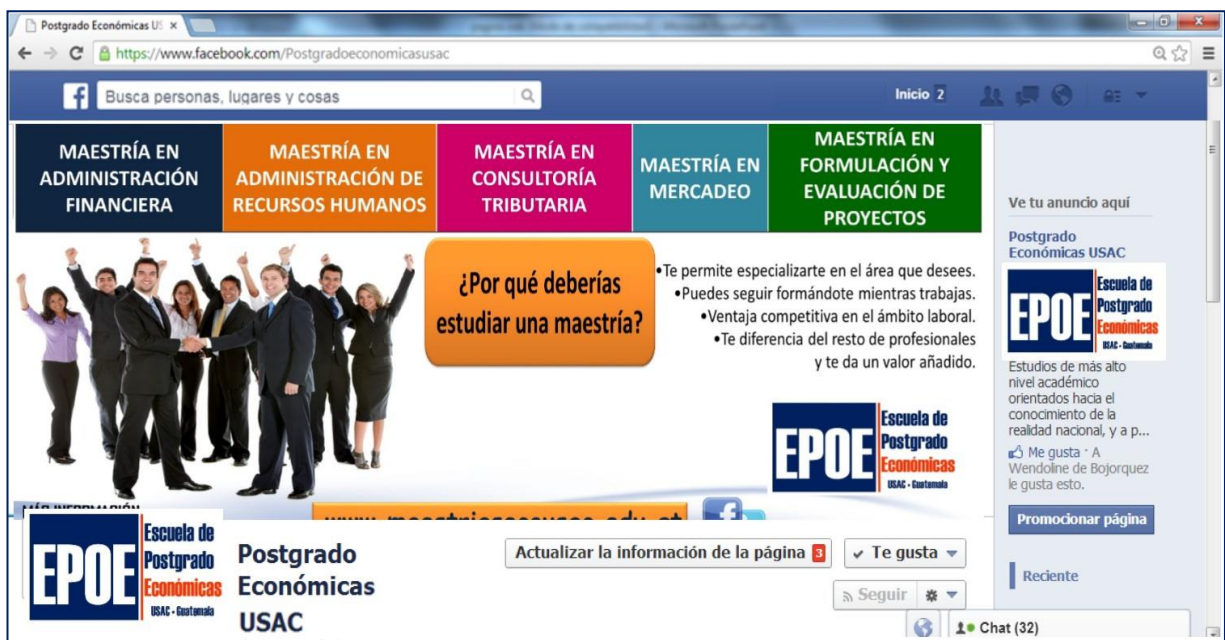 Postgrado Económicas US
https://www.facebook.com/Postgradoeconomicasusac
f
Busca personas, lugares y cosas
Inicio 2
MAESTRÍA EN
ADMINISTRACIÓN
FINANCIERA
MAESTRÍA EN
ADMINISTRACIÓN DE
RECURSOS HUMANOS
MAESTRÍA EN
CONSULTORÍA
TRIBUTARIA
MAESTRÍA EN
MERCADEO
MAESTRÍA EN
FORMULACIÓN Y
EVALUACIÓN DE
PROYECTOS
¿Por qué deberías
estudiar una maestría?
•Te permite especializarte en el área que desees.
•Puedes seguir formándote mientras trabajas.
•Ventaja competitiva en el ámbito laboral.
•Te diferencia del resto de profesionales
y te da un valor añadido.
EPOE
Escuela de
Postgrado
Económicas
USAC - Guatemala
MÁS INFORMACIÓN
f
EPOE
Escuela de
Postgrado
Económicas
USAC - Guatemala
Postgrado
Económicas
USAC
Actualizar la información de la página 3
Te gusta
Seguir
Ve tu anuncio aquí
Postgrado
Económicas USAC
EPOE
Escuela de
Postgrado
Económicas
USAC - Guatemala
Estudios de más alto
nivel académico
orientados hacia el
conocimiento de la
realidad nacional, y a p...
Me gusta · A
Wendoline de Bojorquez
le gusta esto.
Promocionar página
Reciente
Chat (32)